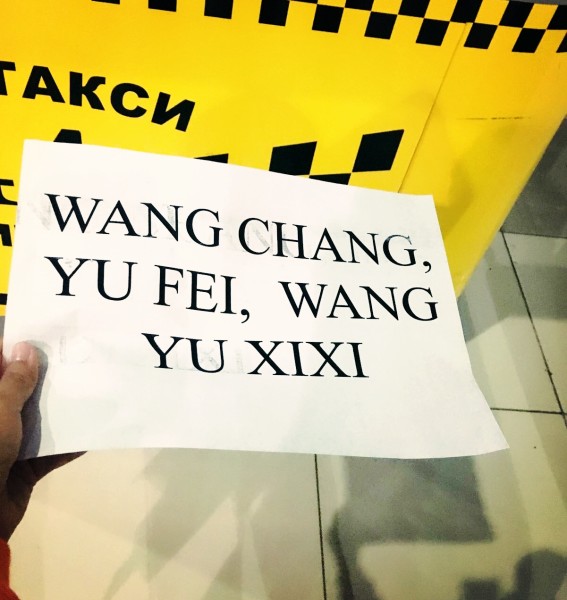 ТАКСИ
WANG CHANG,
YU FEI, WANG
YU XIXI